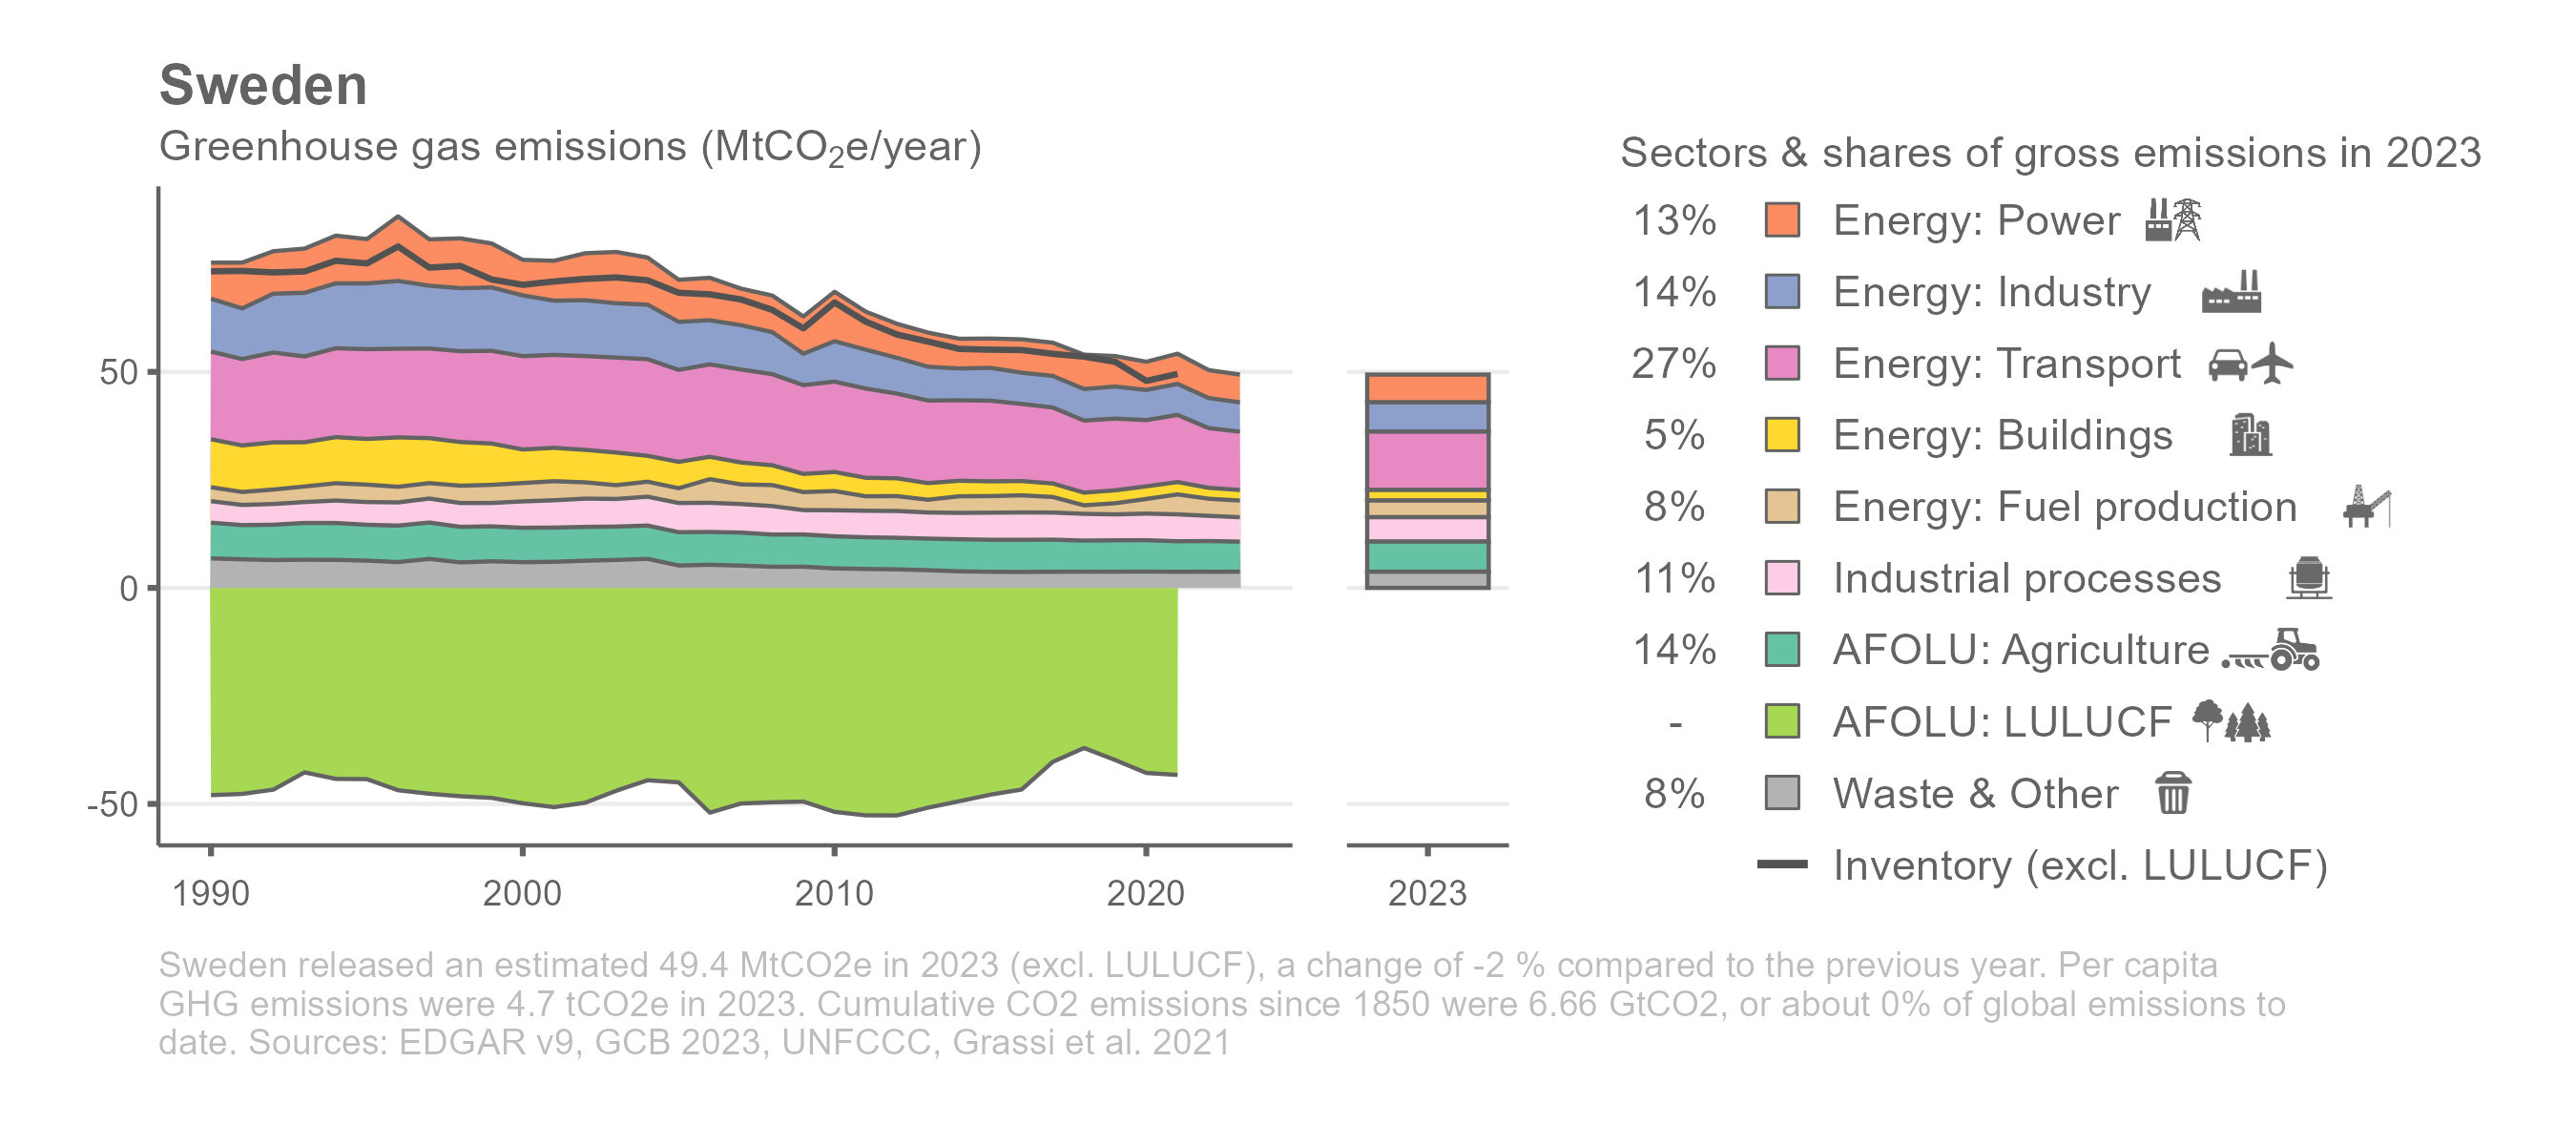 Sweden
Greenhouse gas emissions (MtCO₂e/year)
50
0
-50
1990 2000 2010 2020 2023
Sectors & shares of gross emissions in 2023
13% Energy: Power
14% Energy: Industry
27% Energy: Transport
5% Energy: Buildings
8% Energy: Fuel production
11% Industrial processes
14% AFOLU: Agriculture
- AFOLU: LULUCF
8% Waste & Other
Inventory (excl. LULUCF)
Sweden released an estimated 49.4 MtCO2e in 2023 (excl. LULUCF), a change of -2 % compared to the previous year. Per capita
GHG emissions were 4.7 tCO2e in 2023. Cumulative CO2 emissions since 1850 were 6.66 GtCO2, or about 0% of global emissions to
date. Sources: EDGAR v9, GCB 2023, UNFCCC, Grassi et al. 2021